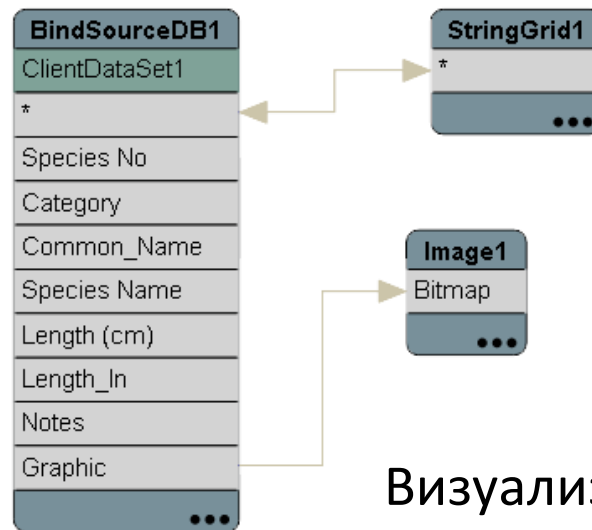 BindSourceDB1
ClientDataSet1
*
Species No
Category
Common_Name
Species Name
Length (cm)
Length_In
Notes
Graphic
StringGrid1
*
Image1
Bitmap